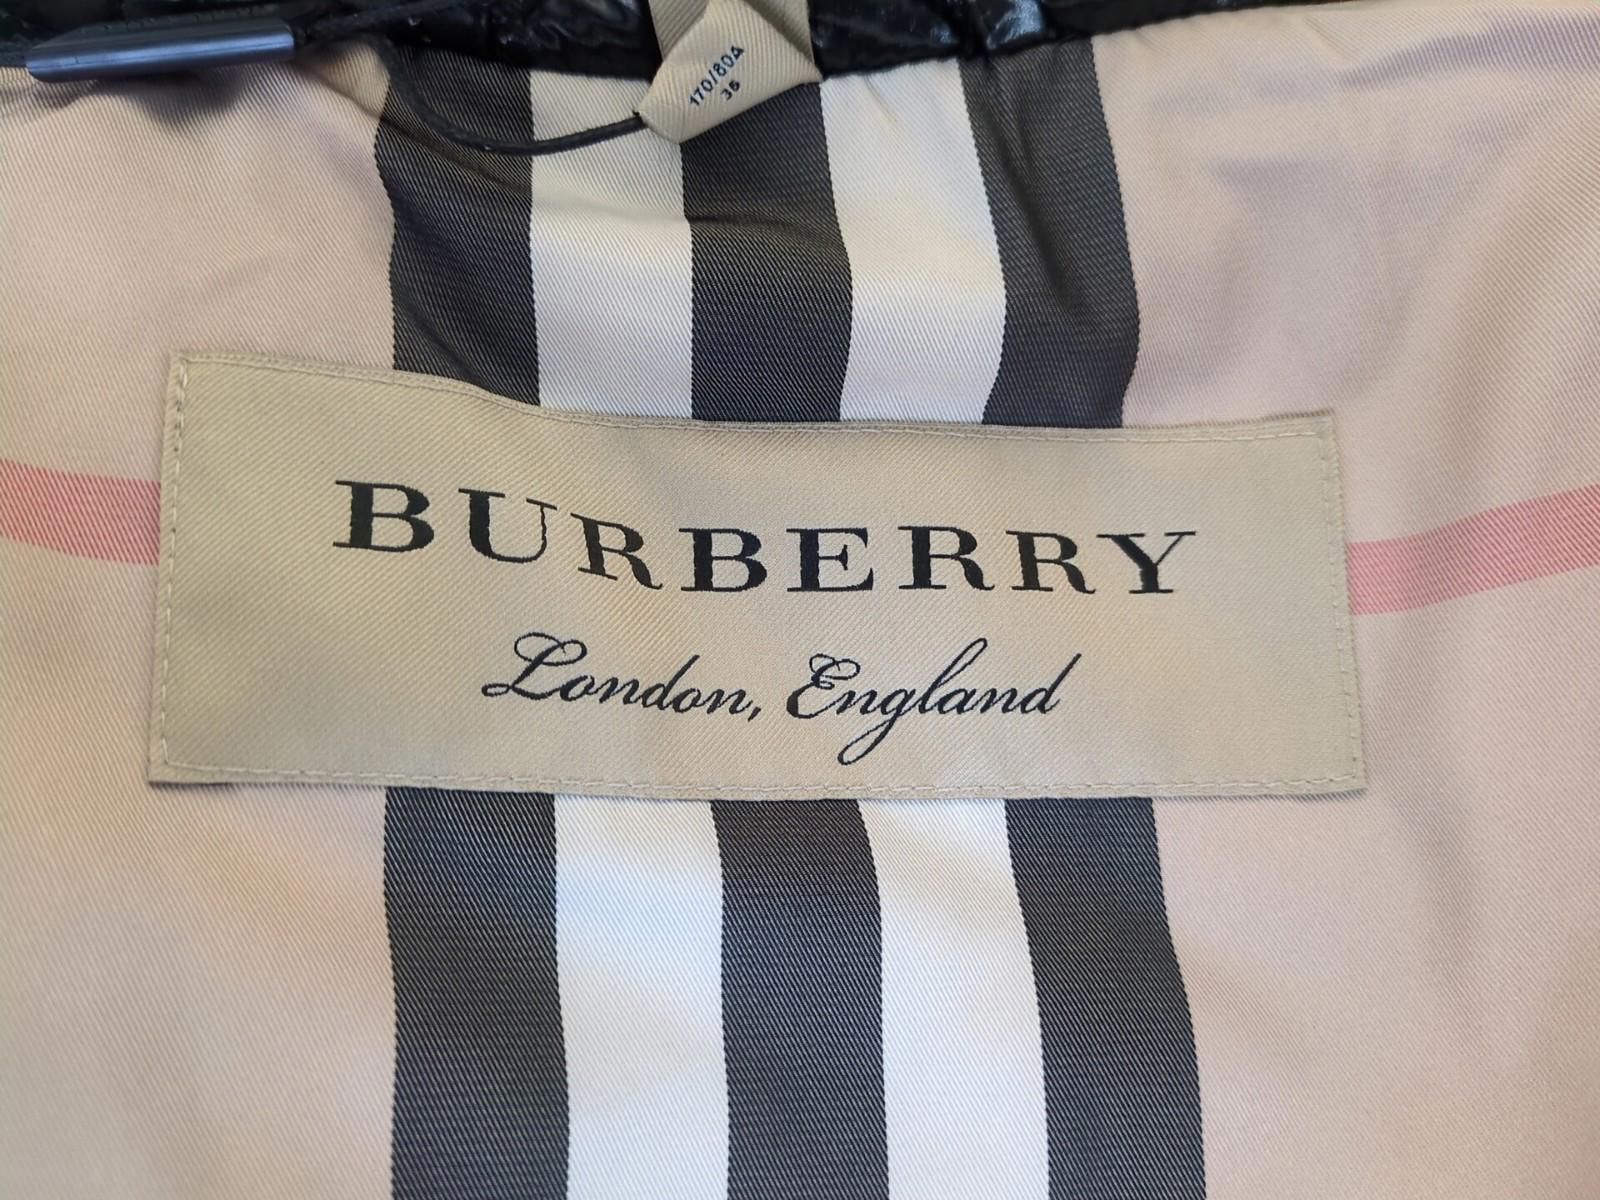 170/80A
36
BURBERRY
London, England